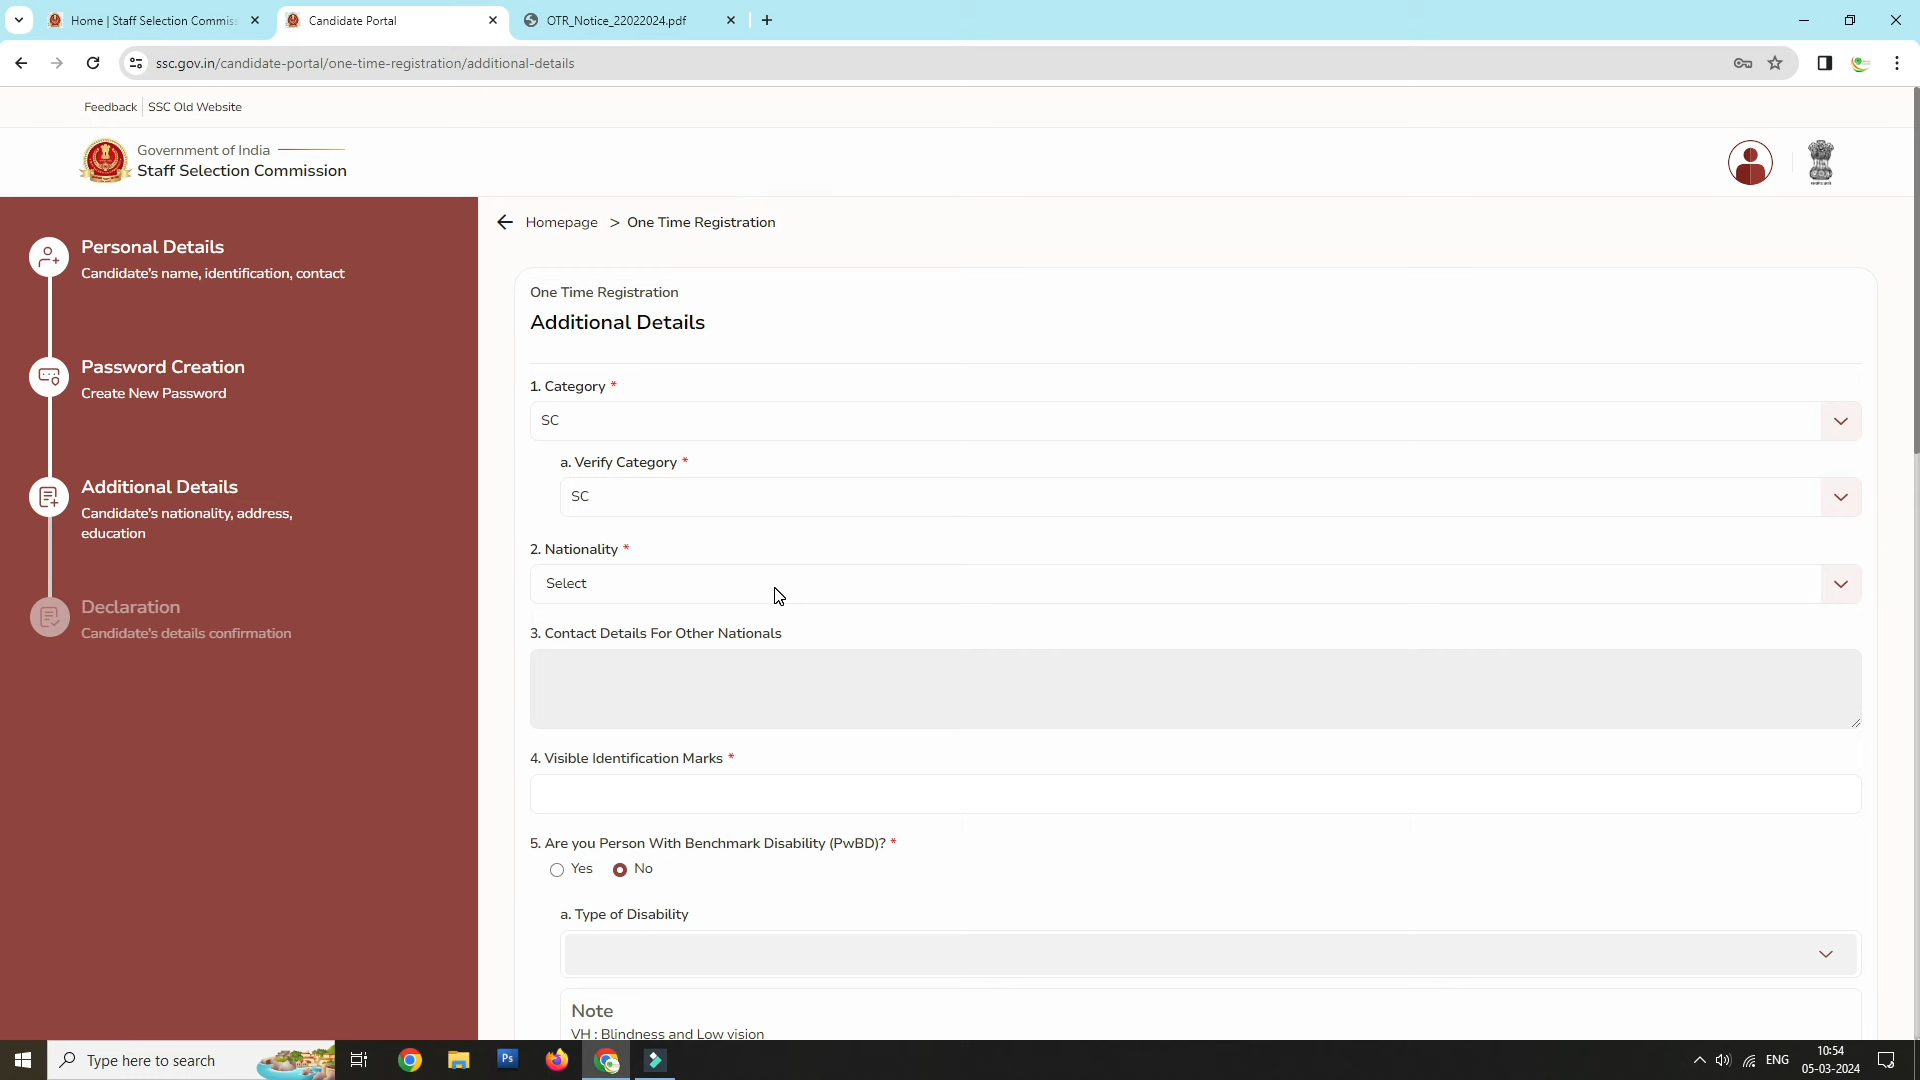 Home | Staff Selection Commiss
Candidate Portal
OTR_Notice_22022024.pdf
ssc.gov.in/candidate-portal/one-time-registration/additional-details
Feedback
SSC Old Website
Government of India
Staff Selection Commission
Personal Details
Candidate's name, identification, contact
Password Creation
Create New Password
Additional Details
Candidate's nationality, address,
education
Declaration
Candidate's details confirmation
Homepage > One Time Registration
One Time Registration
Additional Details
1. Category *
SC
a. Verify Category *
SC
2. Nationality *
Select
3. Contact Details For Other Nationals
4. Visible Identification Marks *
5. Are you Person With Benchmark Disability (PwBD)? *
Yes
No
a. Type of Disability
Note
VH : Blindness and Low vision
Type here to search
Ps
ENG
10:54
05-03-2024